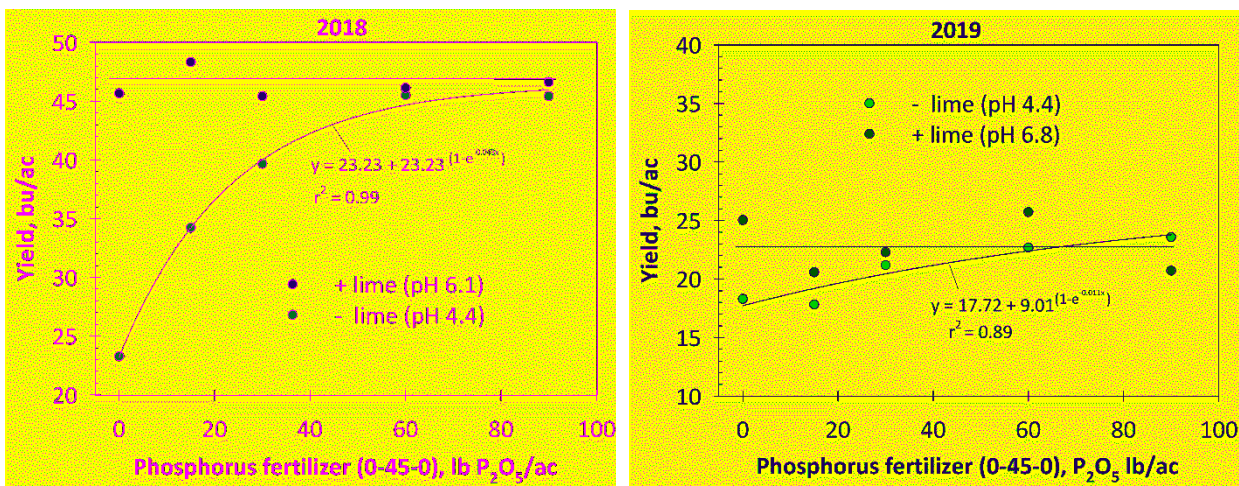 2018
50
45
40
35
30
25
20
Yield, bu/ac
y = 23.23 + 23.23 (1-e^-0.049x)
r² = 0.99
+ lime (pH 6.1)
- lime (pH 4.4)
0 20 40 60 80 100
Phosphorus fertilizer (0-45-0), lb P₂O₅/ac
2019
40
35
30
25
20
15
10
Yield, bu/ac
- lime (pH 4.4)
+ lime (pH 6.8)
y = 17.72 + 9.01 (1-e^-0.011x)
r² = 0.89
0 20 40 60 80 100
Phosphorus fertilizer (0-45-0), P₂O₅ lb/ac